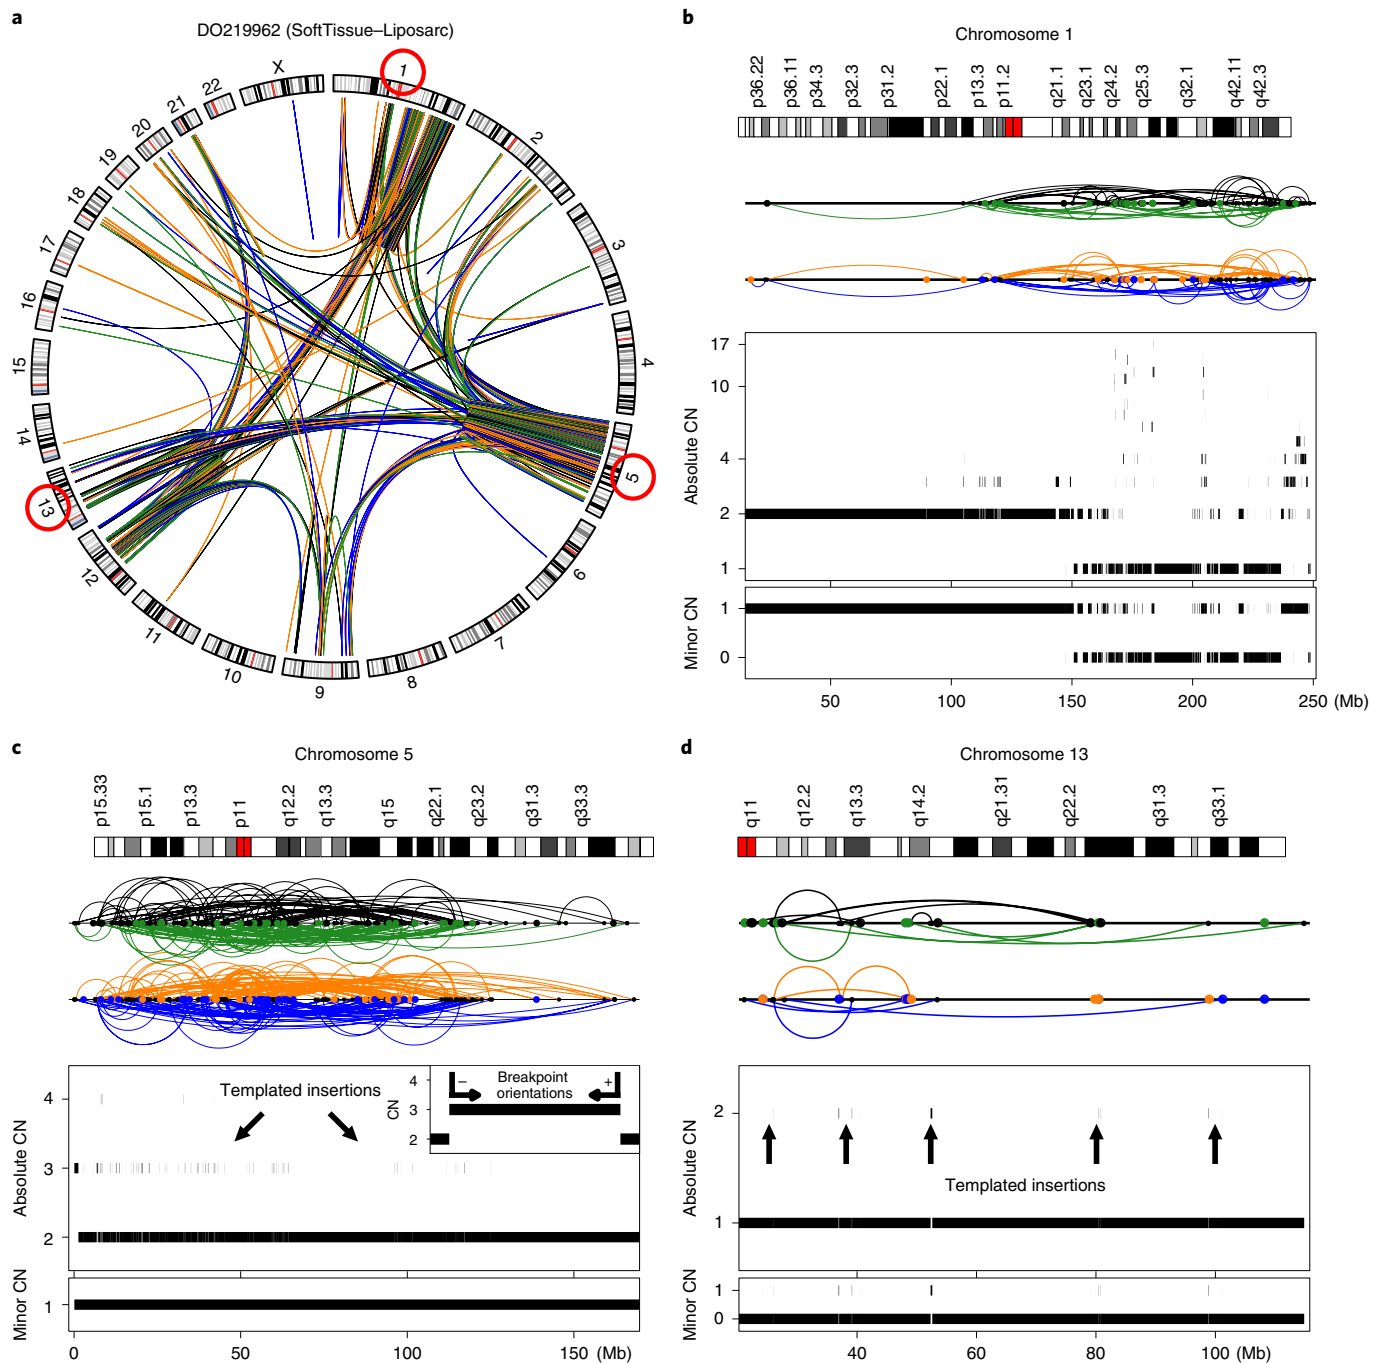 a
DO219962 (SoftTissue–Liposarc)
1
2
3
4
5
6
7
8
9
10
11
12
13
14
15
16
17
18
19
20
21
22
X
b
Chromosome 1
p36.22
p36.11
p34.3
p32.3
p31.2
p22.1
p13.3
p11.2
q21.1
q23.1
q24.2
q25.3
q32.1
q42.11
q42.3
Absolute CN
17
10
4
2
1
Minor CN
1
0
50 100 150 200 250 (Mb)
c
Chromosome 5
p15.33
p15.1
p13.3
p11
q12.2
q13.3
q15
q22.1
q23.2
q31.3
q33.3
Absolute CN
4
3
2
Templated insertions
CN
4
3
2
– Breakpoint +
orientations
Minor CN
1
0 50 100 150 (Mb)
d
Chromosome 13
q11
q12.2
q13.3
q14.2
q21.31
q22.2
q31.3
q33.1
Absolute CN
2
1
Templated insertions
Minor CN
1
0
40 60 80 100 (Mb)